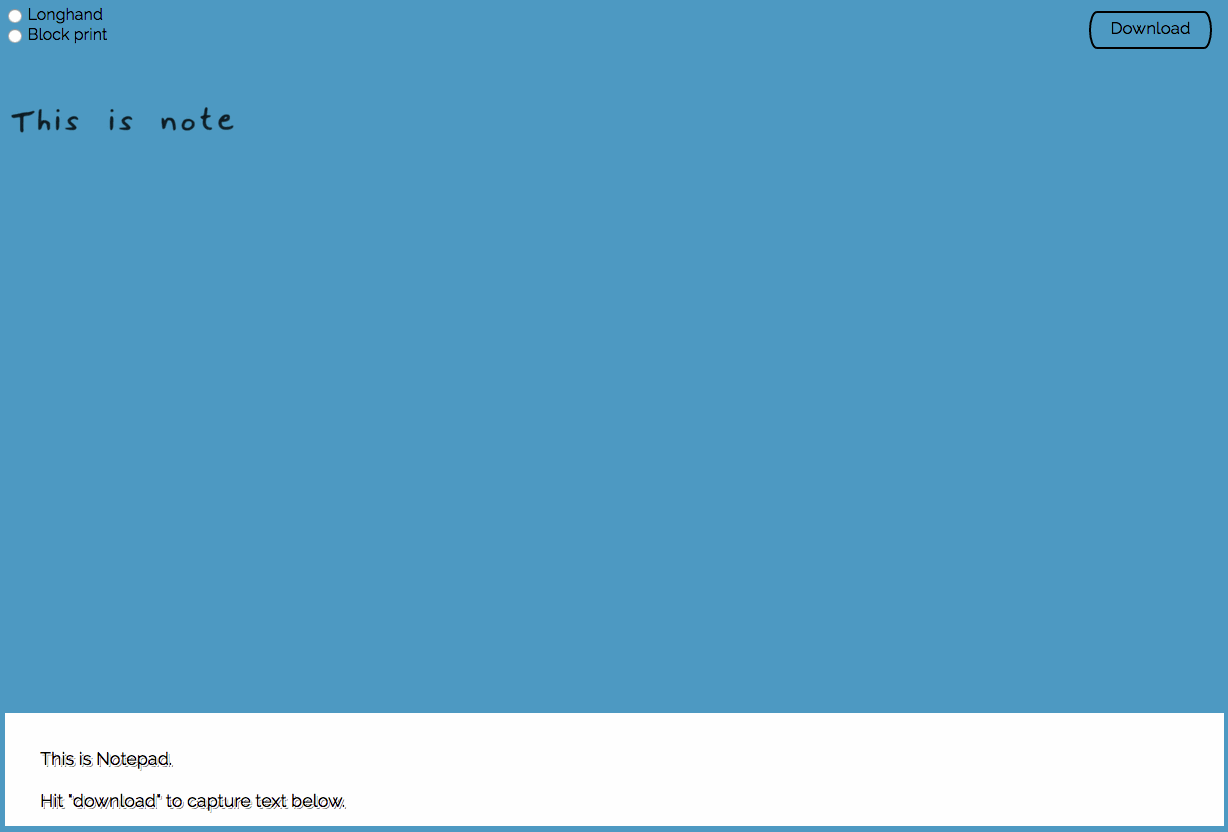 Longhand
Block print
Download
This is note
This is Notepad.
Hit "download" to capture text below.